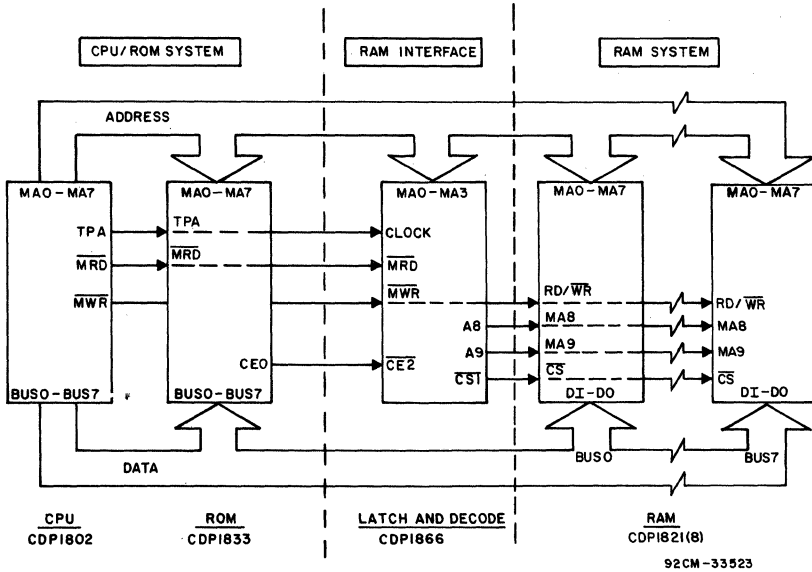 CPU/ROM SYSTEM
RAM INTERFACE
RAM SYSTEM
ADDRESS
MA0-MA7
MA0-MA7
MA0-MA3
MA0-MA7
MA0-MA7
TPA
TPA
CLOCK
MRD
MRD
MRD
MWR
MWR
RD/WR
RD/WR
A8
MA8
MA8
A9
MA9
MA9
CEO
CE2
CS1
CS
CS
BUS0-BUS7
BUS0-BUS7
DI-DO
DI-DO
DATA
BUS0
BUS7
CPU
CDP1802
ROM
CDP1833
LATCH AND DECODE
CDP1866
RAM
CDP1821(8)
92CM-33523